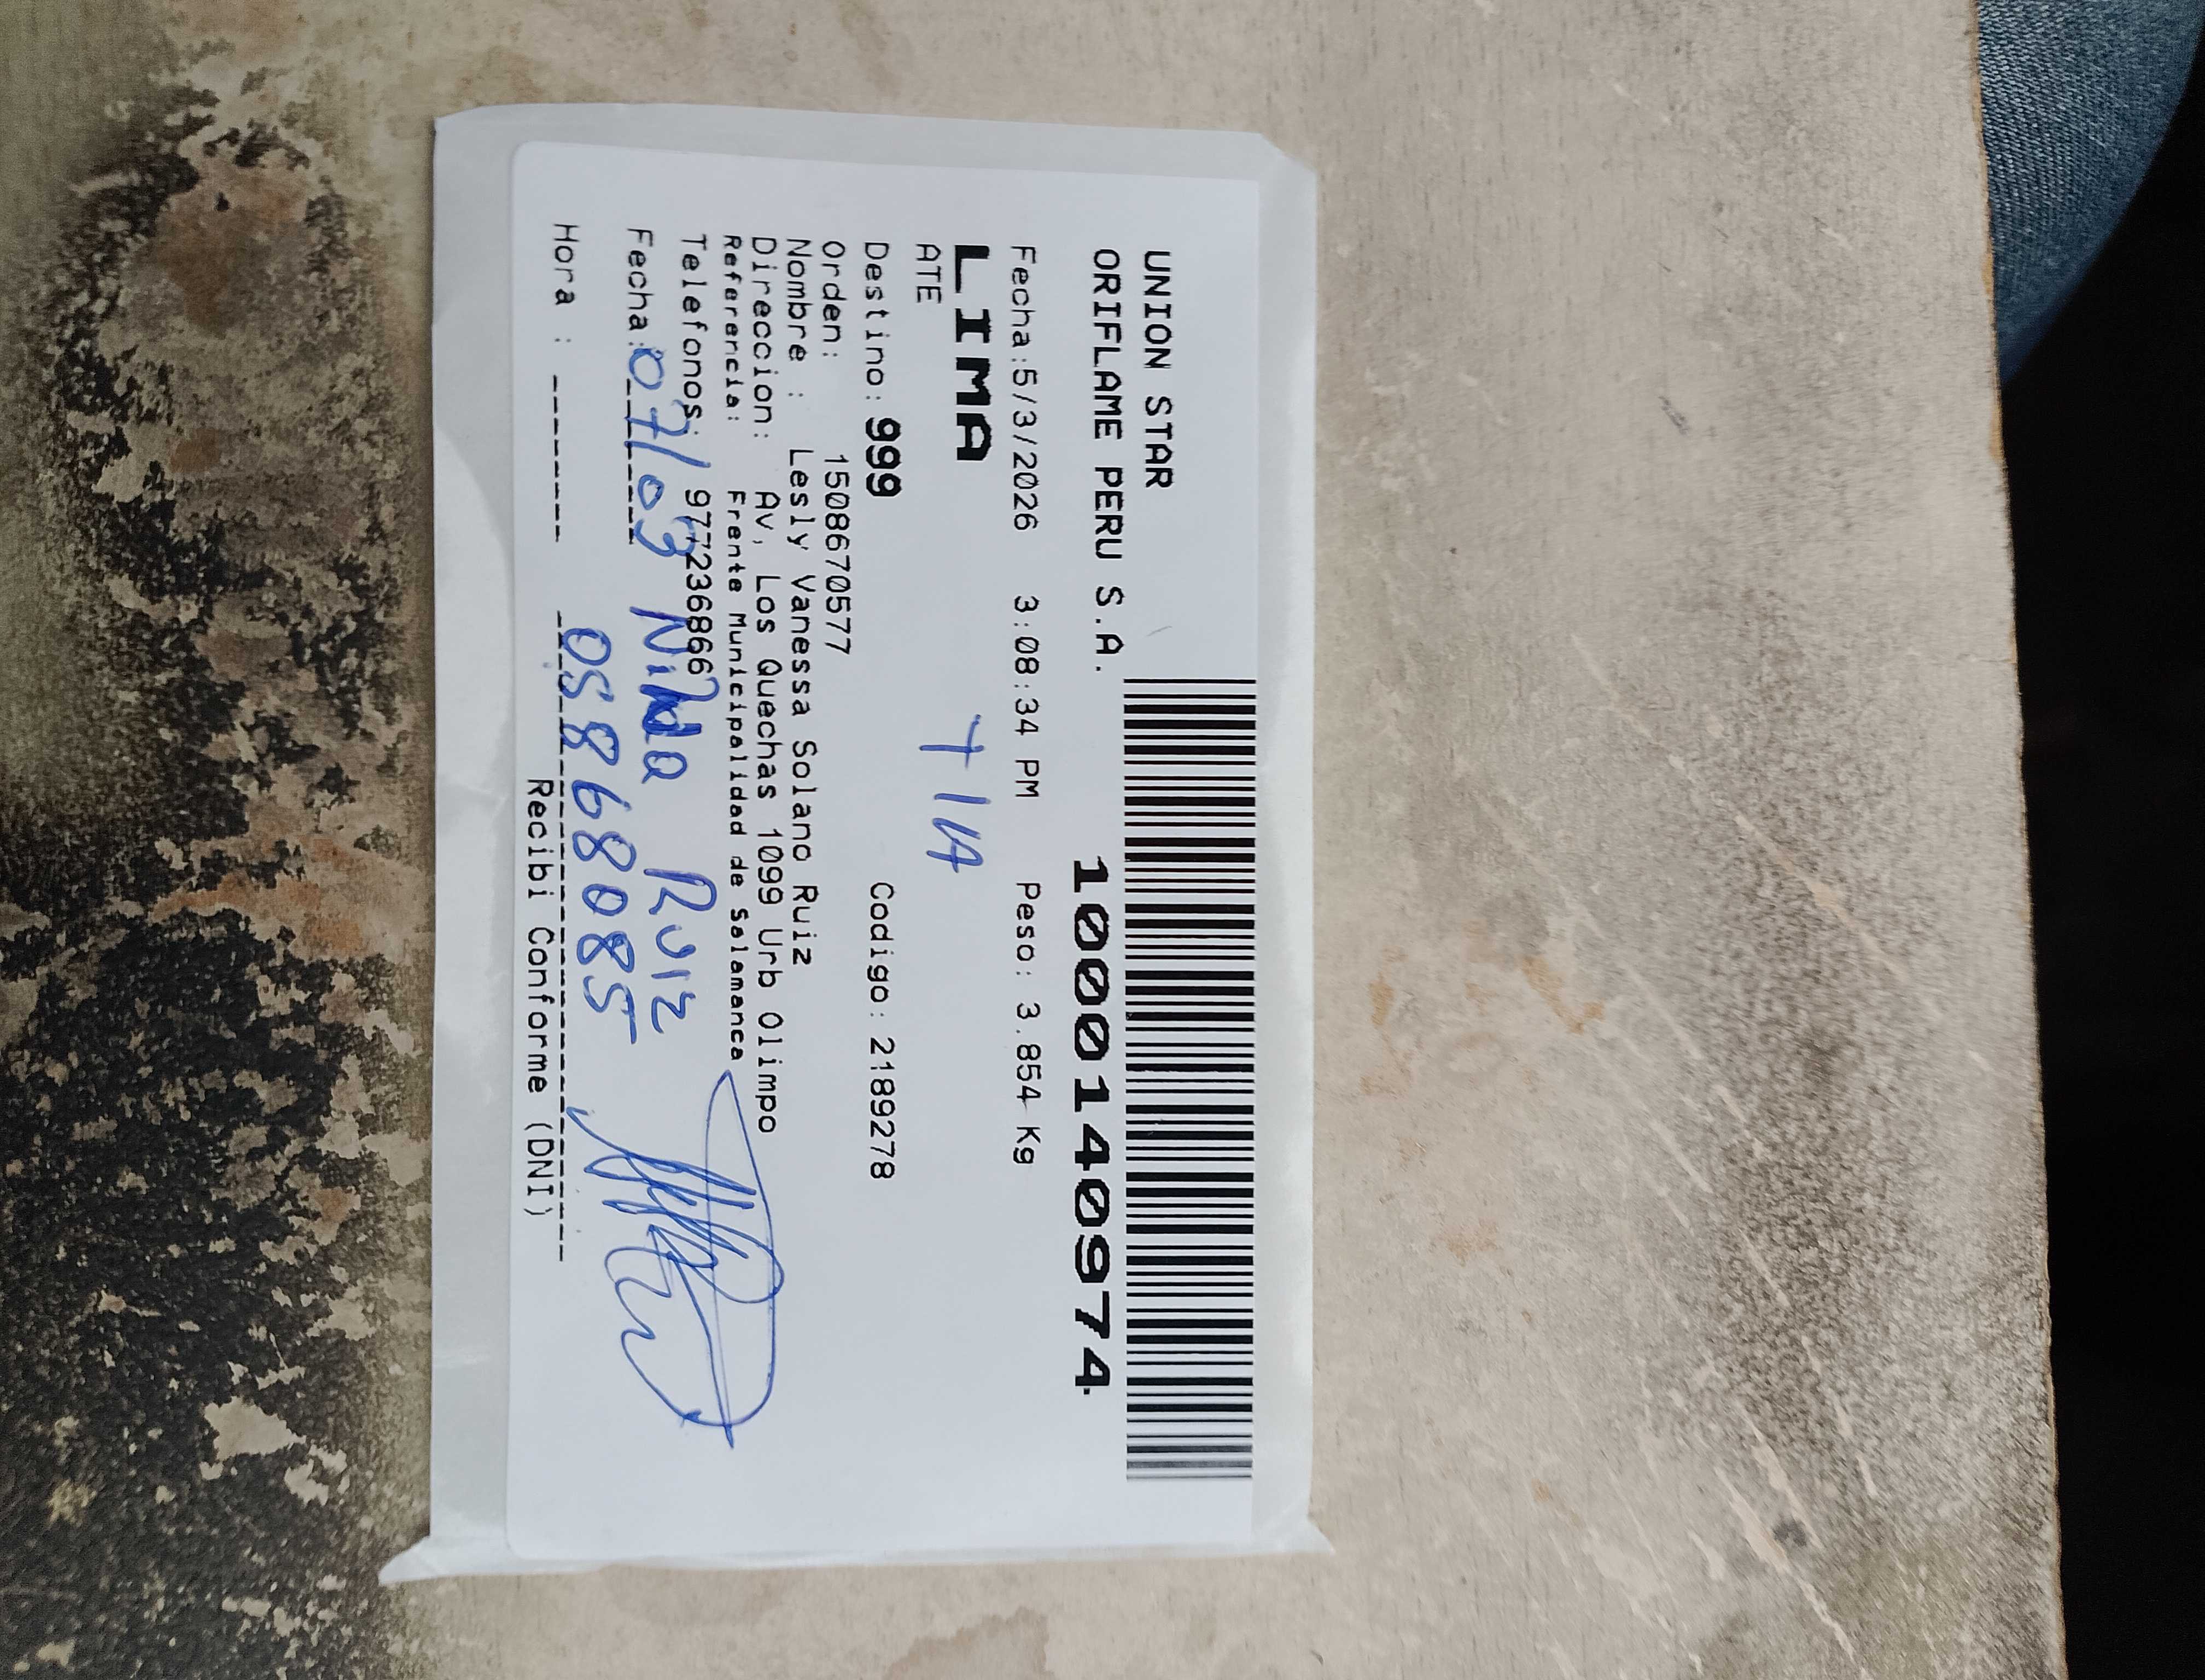 UNION STAR
ORIFLAME PERU S.A.
100001409974
Fecha:5/3/2026 3:08:34 PM Peso: 3.854 Kg
LIMA
ATE
TIA
Destino: 999 Codigo: 2189278
Orden: 1508670577
Nombre : Lesly Vanessa Solano Ruiz
Direccion: Av, Los Quechas 1099 Urb Olimpo
Referencia: Frente Municipalidad de Salamanca
Telefonos: 977236866
Fecha: 07/03 Nilda Ruiz
Hora : 05868085
Recibi Conforme (DNI)